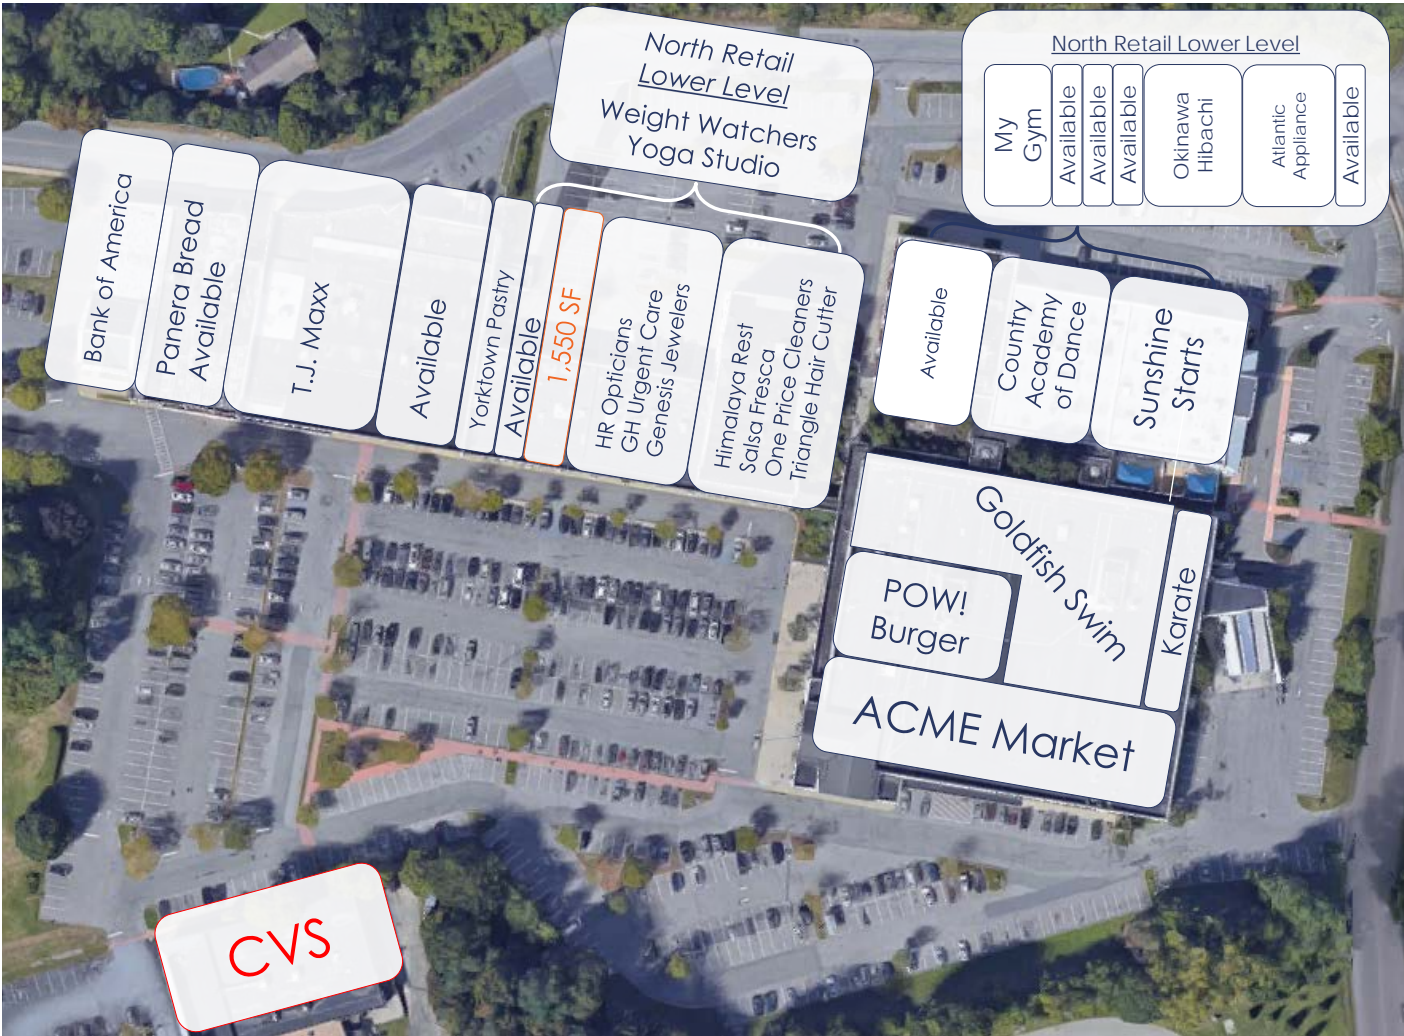 North Retail
Lower Level
Weight Watchers
Yoga Studio
North Retail Lower Level
My
Gym
Available
Available
Available
Okinawa
Hibachi
Atlantic
Appliance
Available
Bank of America
Panera Bread
Available
T.J. Maxx
Available
Yorktown Pastry
Available
1,550 SF
HR Opticians
GH Urgent Care
Genesis Jewelers
Himalaya Rest
Salsa Fresca
One Price Cleaners
Triangle Hair Cutter
Available
Country
Academy
of Dance
Sunshine
Starts
Goldfish Swim
POW!
Burger
Karate
ACME Market
CVS